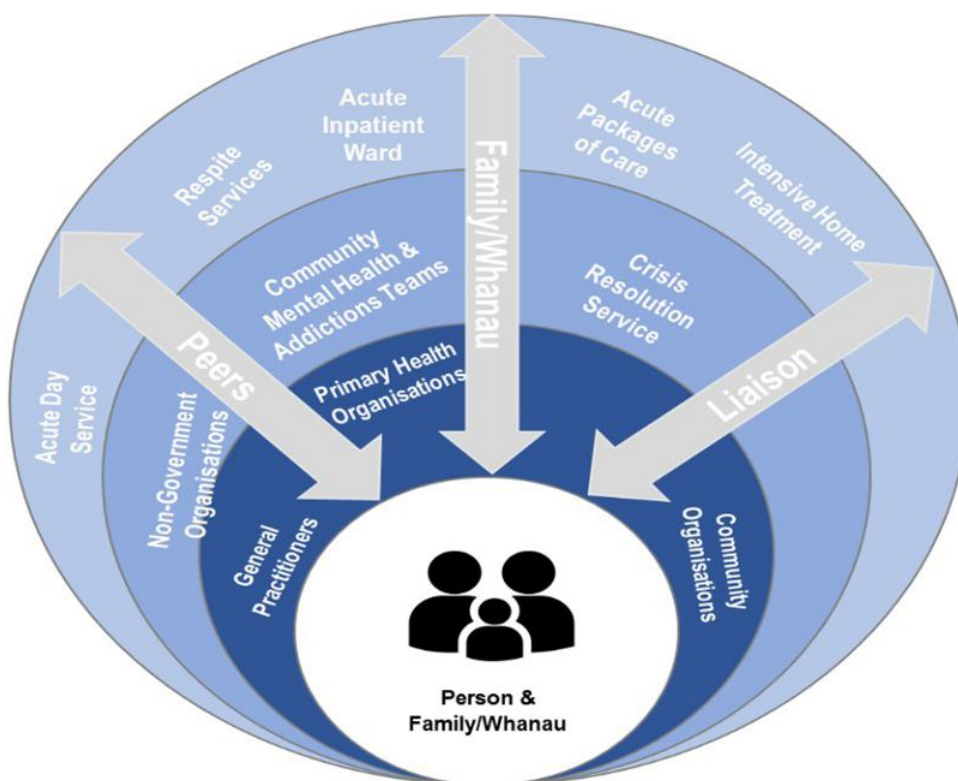 Acute
Inpatient
Ward
Respite
Services
Acute
Packages
of Care
Intensive Home
Treatment
Family/Whanau
Community
Mental Health &
Addictions Teams
Crisis
Resolution
Service
Peers
Liaison
Acute Day
Service
Non-Government
Organisations
Primary Health
Organisations
General
Practitioners
Community
Organisations
Person &
Family/Whanau